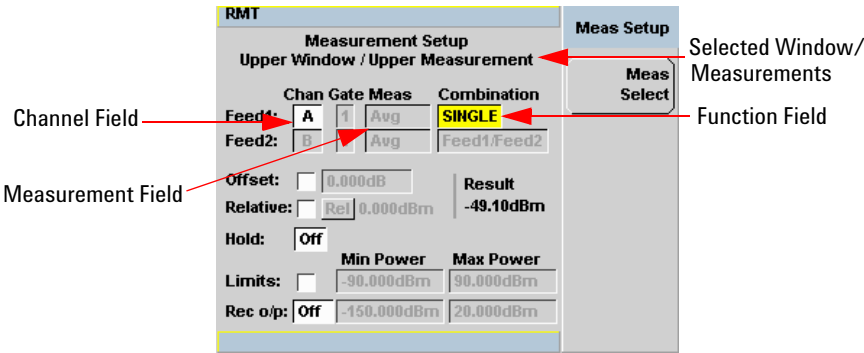 RMT
Meas Setup
Measurement Setup
Upper Window / Upper Measurement
Selected Window/
Measurements
Meas
Select
Chan Gate Meas Combination
Channel Field
Feed1: A 1 Avg SINGLE
Function Field
Feed2: B 1 Avg Feed1/Feed2
Measurement Field
Offset: 0.000dB
Result
Relative: Rel 0.000dBm
-49.10dBm
Hold: Off
Min Power Max Power
Limits: -90.000dBm 90.000dBm
Rec o/p: Off -150.000dBm 20.000dBm